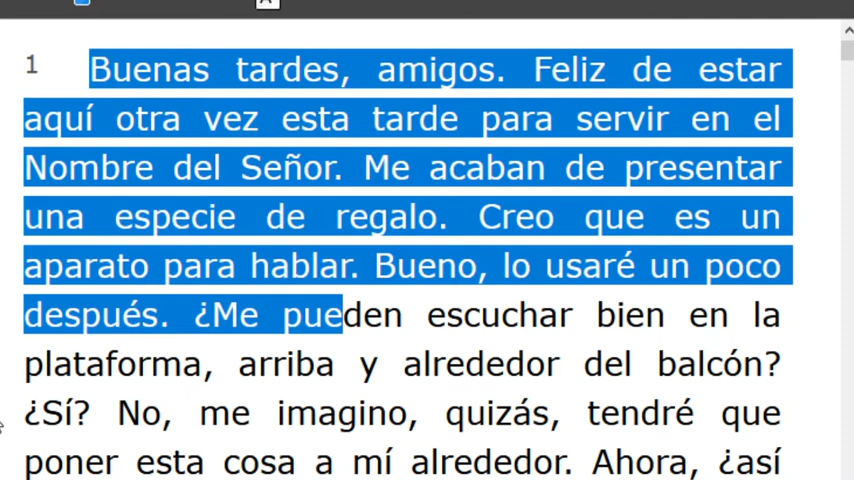 1 Buenas tardes, amigos. Feliz de estar
aquí otra vez esta tarde para servir en el
Nombre del Señor. Me acaban de presentar
una especie de regalo. Creo que es un
aparato para hablar. Bueno, lo usaré un poco
después. ¿Me pueden escuchar bien en la
plataforma, arriba y alrededor del balcón?
¿Sí? No, me imagino, quizás, tendré que
poner esta cosa a mí alrededor. Ahora, ¿así